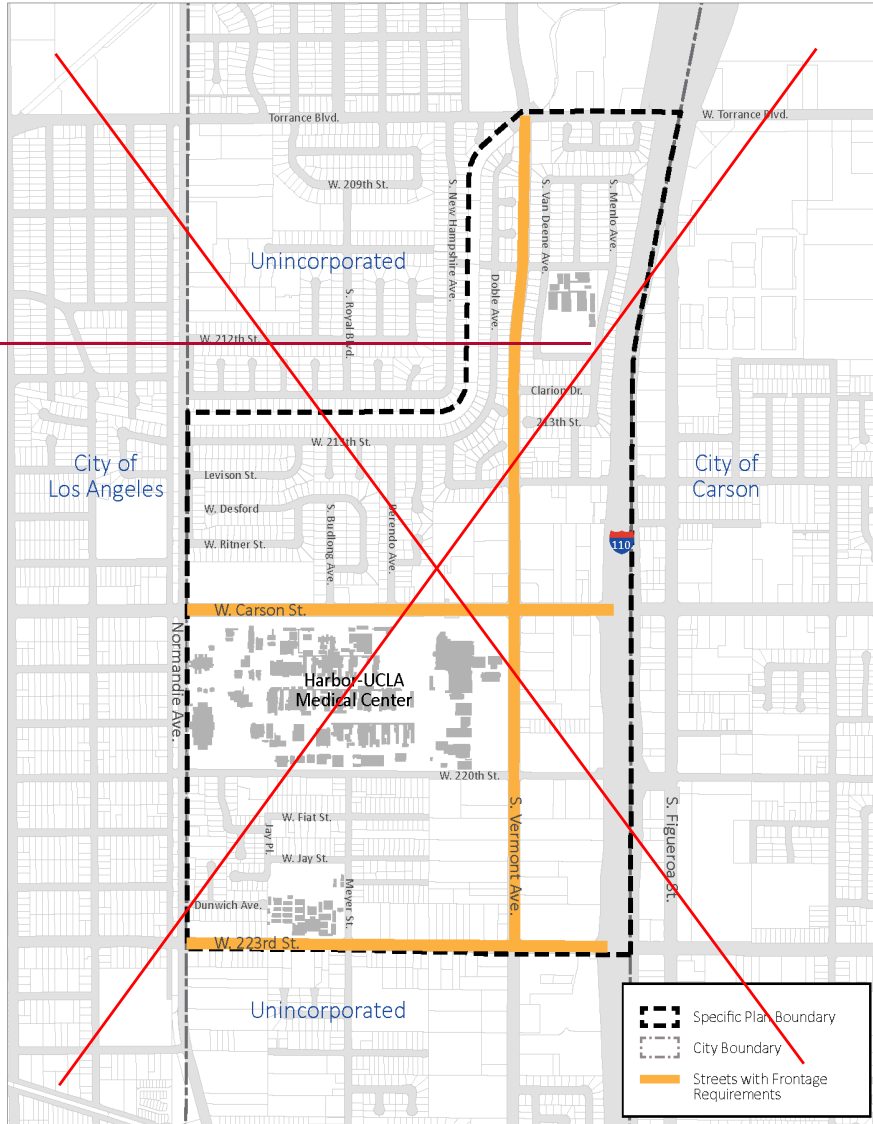 Torrance Blvd.
W. Torrance Blvd.
W. 209th St.
S. New Hampshire Ave.
S. Van Deene Ave.
S. Menlo Ave.
Unincorporated
Doble Ave.
S. Royal Blvd.
W. 212th St.
Clarion Dr.
213th St.
W. 213th St.
City of
Los Angeles
City of
Carson
Levison St.
W. Desford
S. Budlong Ave.
Berendo Ave.
W. Ritner St.
110
W. Carson St.
Normandie Ave.
Harbor-UCLA
Medical Center
W. 220th St.
S. Vermont Ave.
S. Figueroa St.
W. Fiat St.
Jay Pl.
W. Jay St.
Meyer St.
Dunwich Ave.
W. 223rd St.
Unincorporated
Specific Plan Boundary
City Boundary
Streets with Frontage
Requirements